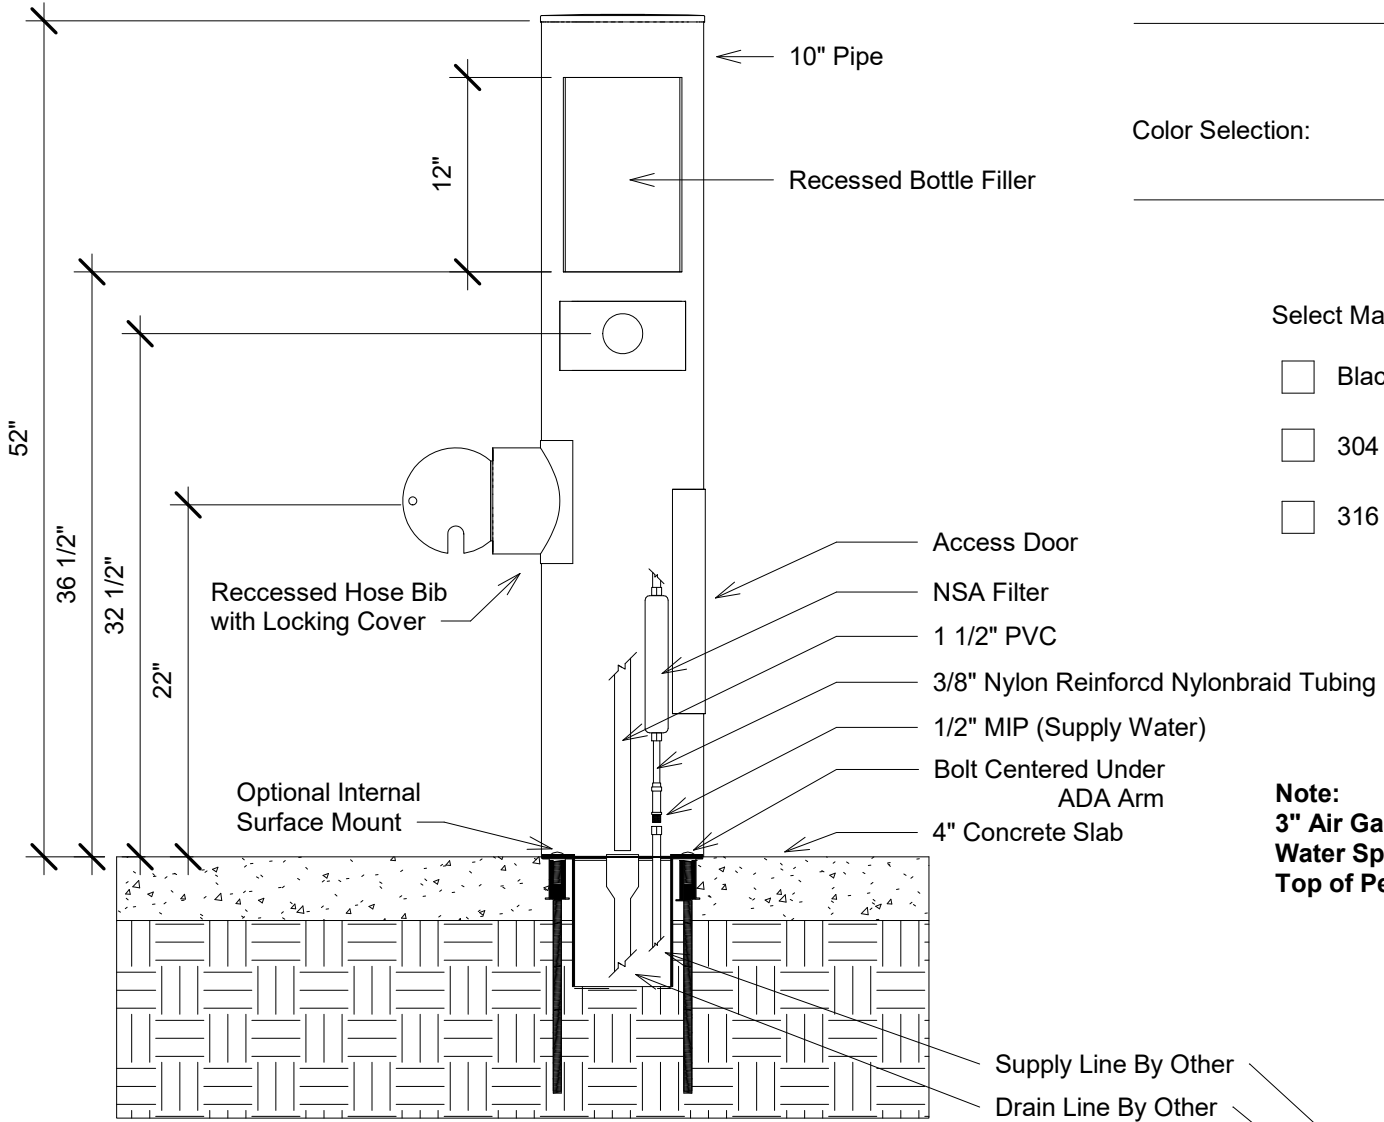 10" Pipe
Color Selection:
12"
Recessed Bottle Filler
Select Ma
Blac
304
316
52"
36 1/2"
32 1/2"
22"
Reccessed Hose Bib
with Locking Cover
Access Door
NSA Filter
1 1/2" PVC
3/8" Nylon Reinforcd Nylonbraid Tubing
1/2" MIP (Supply Water)
Bolt Centered Under
ADA Arm
4" Concrete Slab
Optional Internal
Surface Mount
Note:
3" Air Ga
Water Sp
Top of Pe
Supply Line By Other
Drain Line By Other